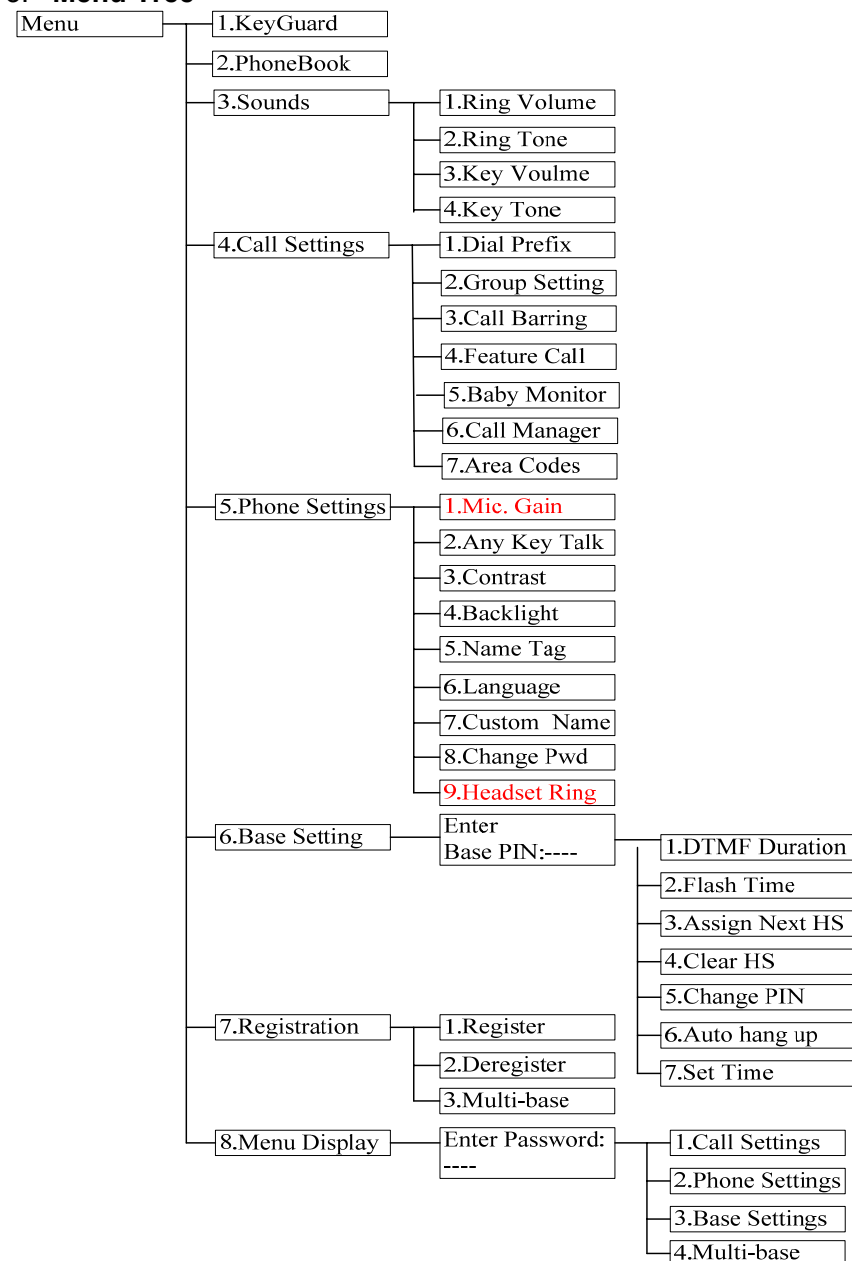 Menu Tree
Menu
1.KeyGuard
2.PhoneBook
3.Sounds
1.Ring Volume
2.Ring Tone
3.Key Voulme
4.Key Tone
4.Call Settings
1.Dial Prefix
2.Group Setting
3.Call Barring
4.Feature Call
5.Baby Monitor
6.Call Manager
7.Area Codes
5.Phone Settings
1.Mic. Gain
2.Any Key Talk
3.Contrast
4.Backlight
5.Name Tag
6.Language
7.Custom Name
8.Change Pwd
9.Headset Ring
6.Base Setting
Enter
Base PIN:----
1.DTMF Duration
2.Flash Time
3.Assign Next HS
4.Clear HS
5.Change PIN
6.Auto hang up
7.Set Time
7.Registration
1.Register
2.Deregister
3.Multi-base
8.Menu Display
Enter Password:
----
1.Call Settings
2.Phone Settings
3.Base Settings
4.Multi-base